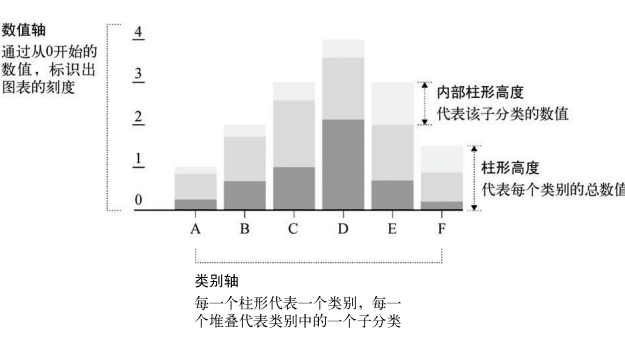 数值轴
通过从0开始的
数值，标识出
图表的刻度
4
3
2
1
0
A B C D E F
内部柱形高度
代表该子分类的数值
柱形高度
代表每个类别的总数值
类别轴
每一个柱形代表一个类别，每一
个堆叠代表类别中的一个子分类